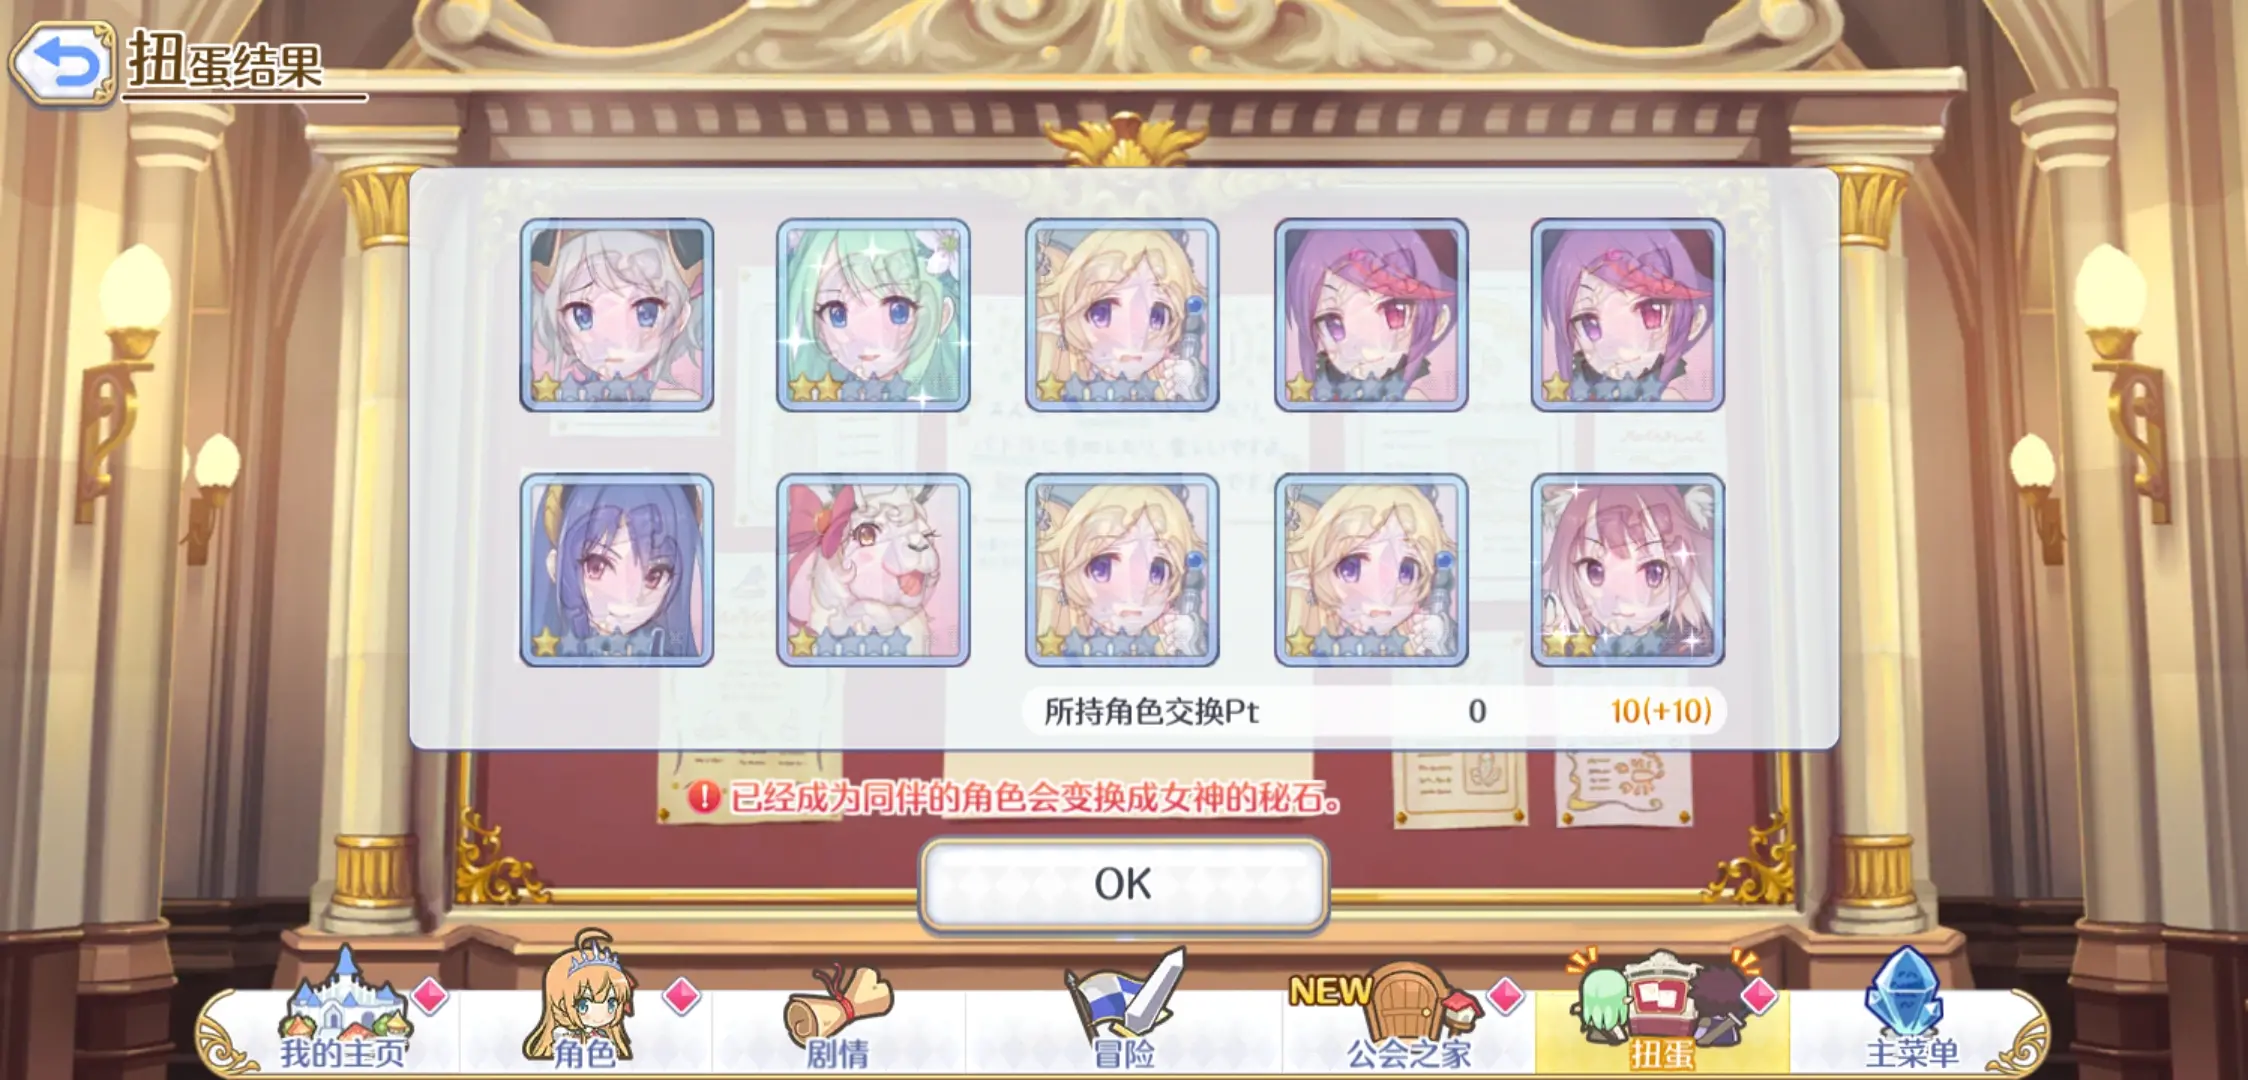 扭蛋结果
所持角色交换Pt 0 10(+10)
! 已经成为同伴的角色会变换成女神的秘石。
OK
NEW
我的主页 角色 剧情 冒险 公会之家 扭蛋 主菜单